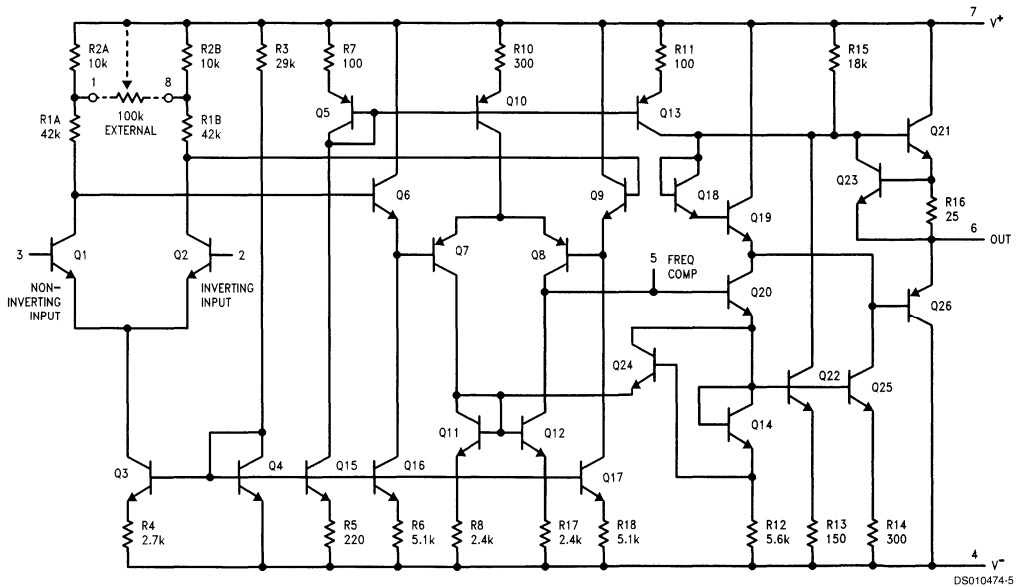 7 V+
R2A
10k
R2B
10k
R3
29k
R7
100
R10
300
R11
100
R15
18k
1
8
100k
EXTERNAL
R1A
42k
R1B
42k
Q5
Q10
Q13
Q21
Q23
R16
25
Q6
Q9
Q18
Q19
6
OUT
3
Q1
Q2
2
Q7
Q8
5 FREQ
COMP
Q20
Q26
NON-
INVERTING
INPUT
INVERTING
INPUT
Q24
Q22
Q25
Q11
Q12
Q14
Q3
Q4
Q15
Q16
Q17
R4
2.7k
R5
220
R6
5.1k
R8
2.4k
R17
2.4k
R18
5.1k
R12
5.6k
R13
150
R14
300
4 V-
DS010474-5